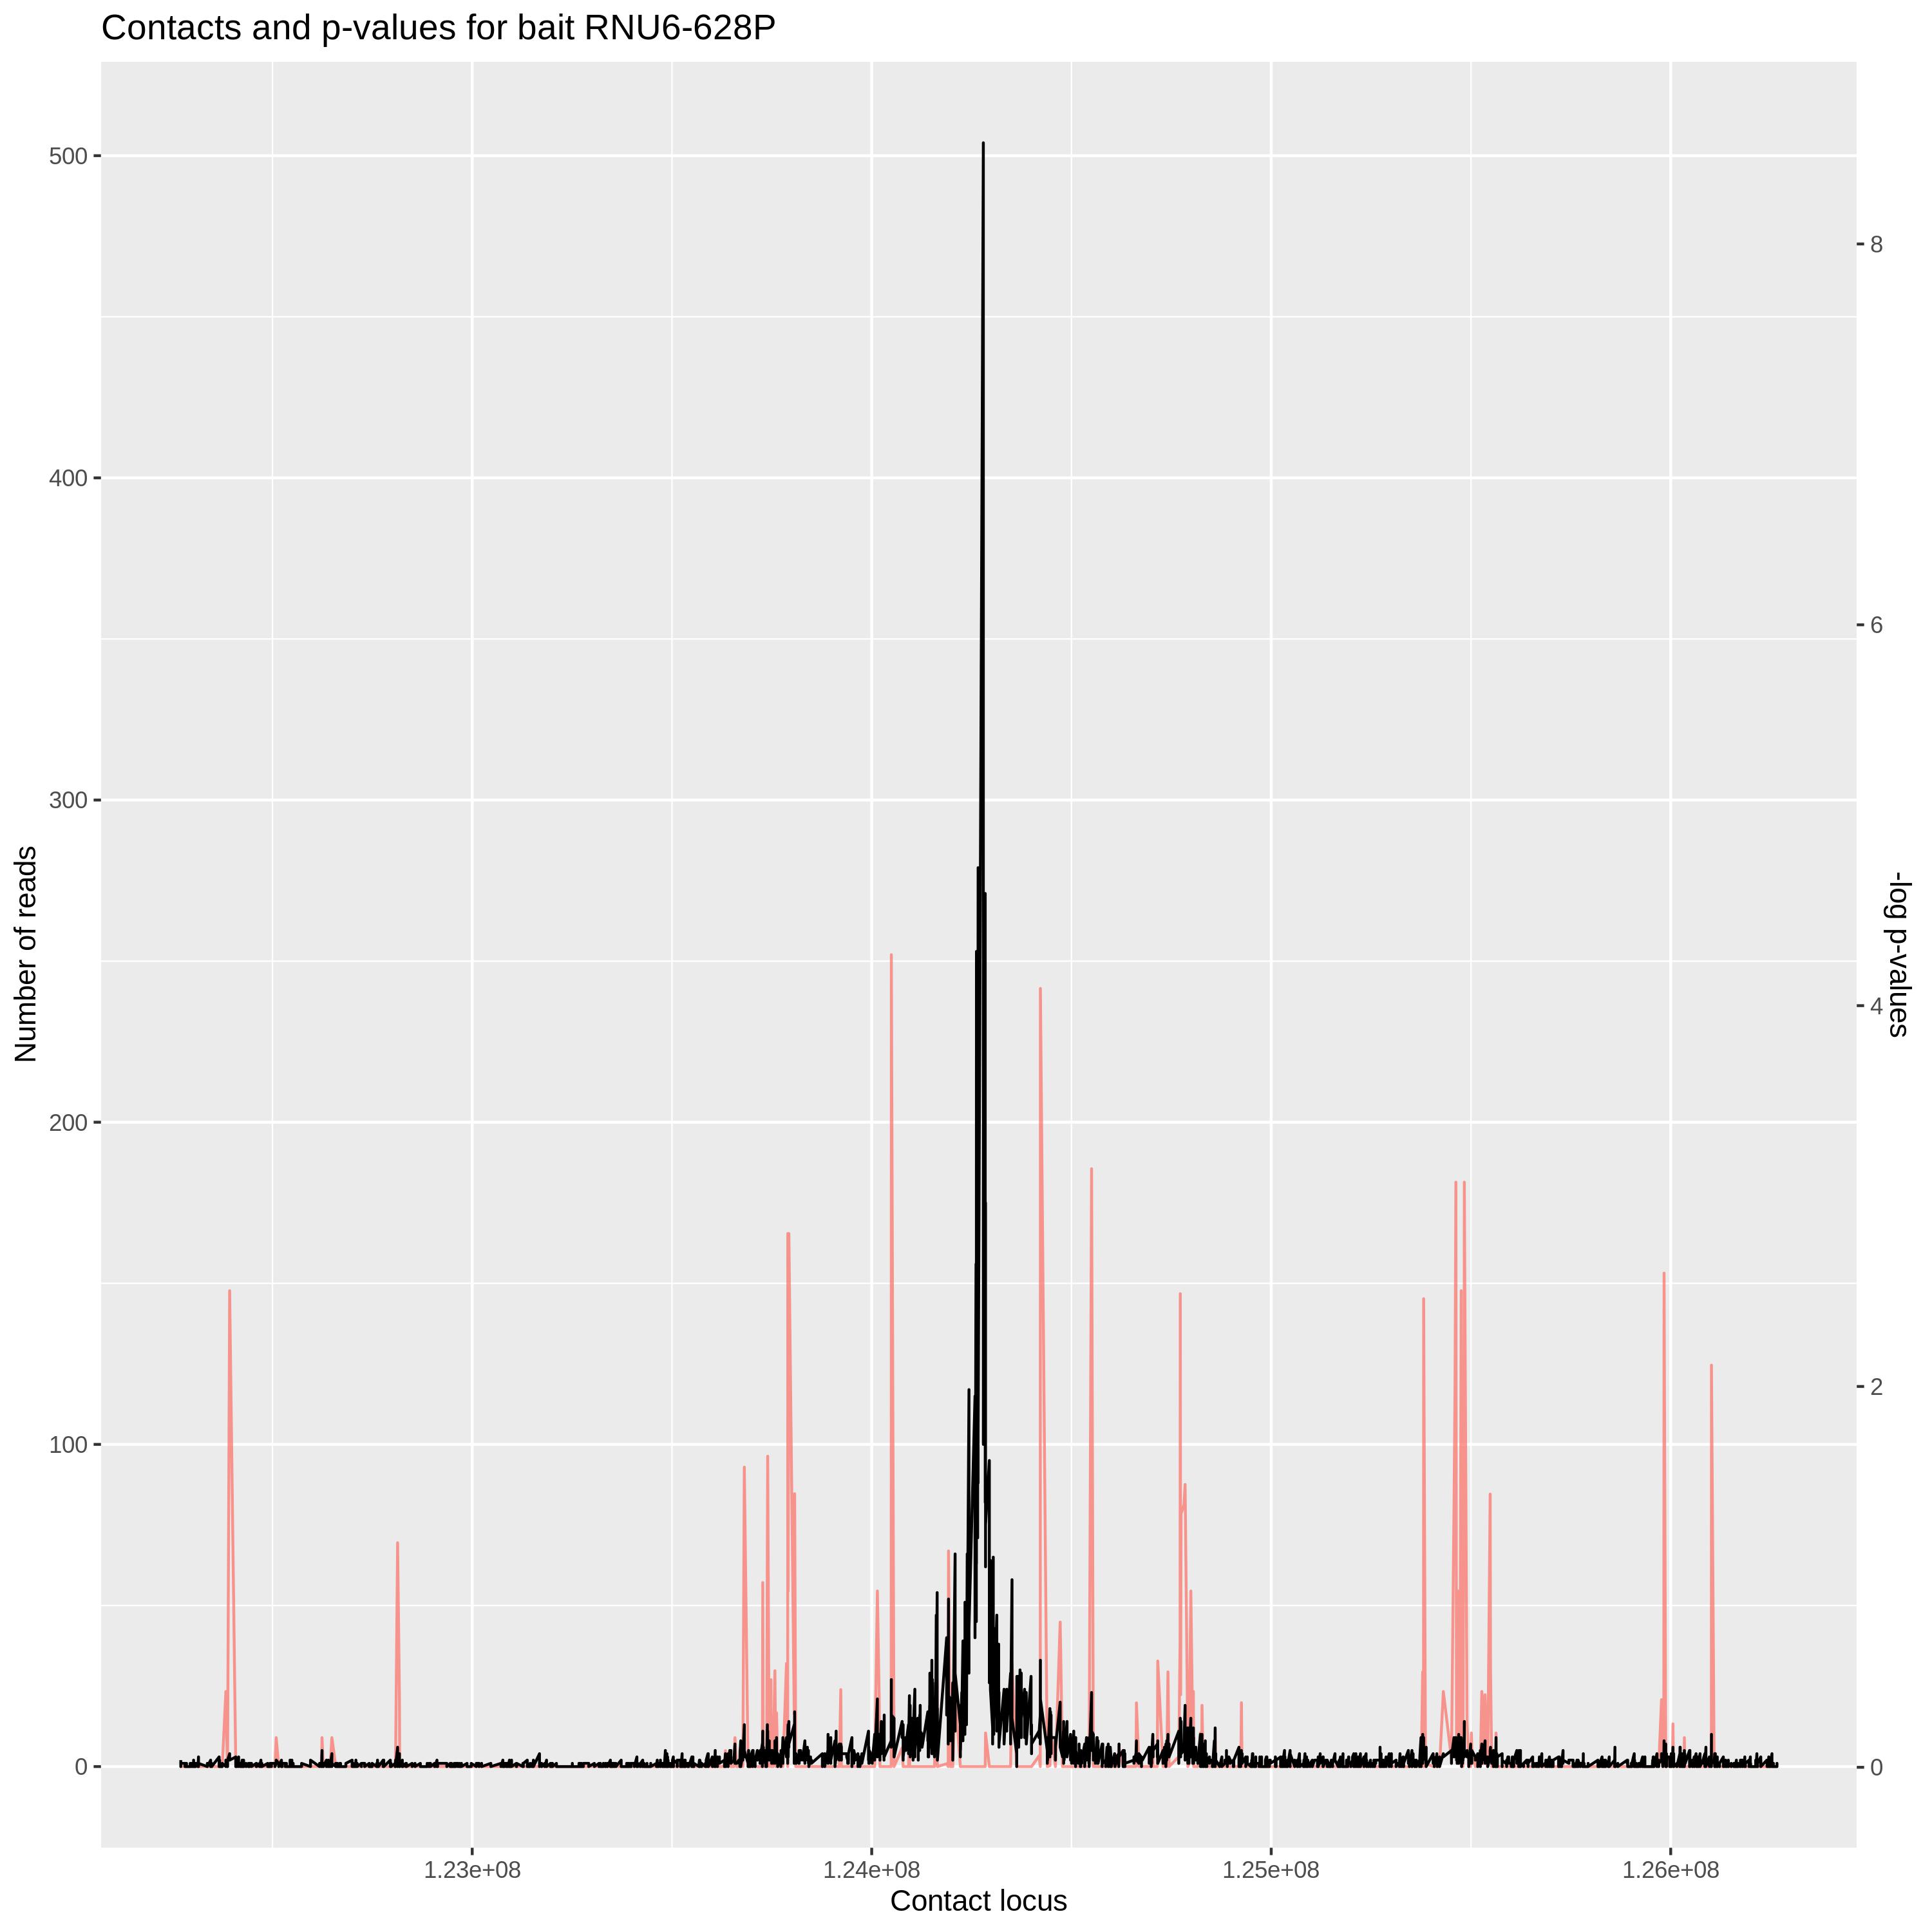 Contacts and p-values for bait RNU6-628P
500
400
300
200
100
0
Number of reads
8
6
4
2
0
-log p-values
1.23e+08
1.24e+08
1.25e+08
1.26e+08
Contact locus